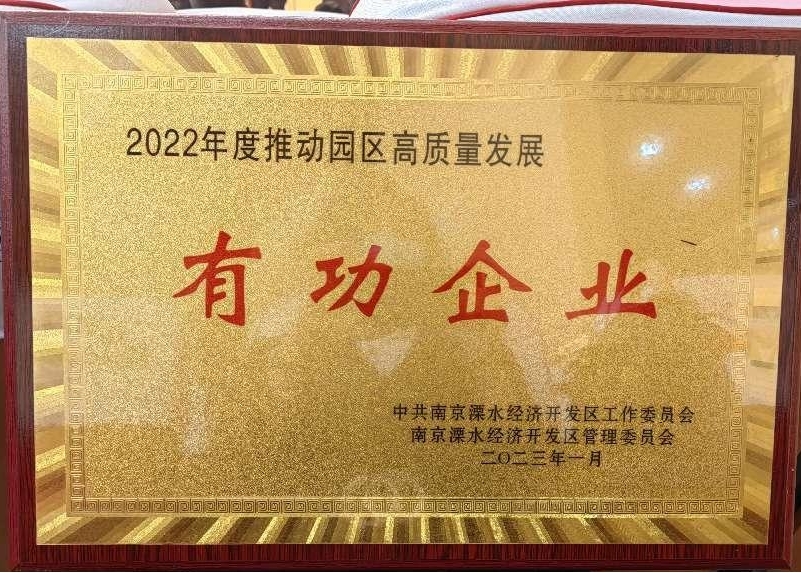 2022年度推动园区高质量发展
有功企业
中共南京溧水经济开发区工作委员会
南京溧水经济开发区管理委员会
二〇二三年一月